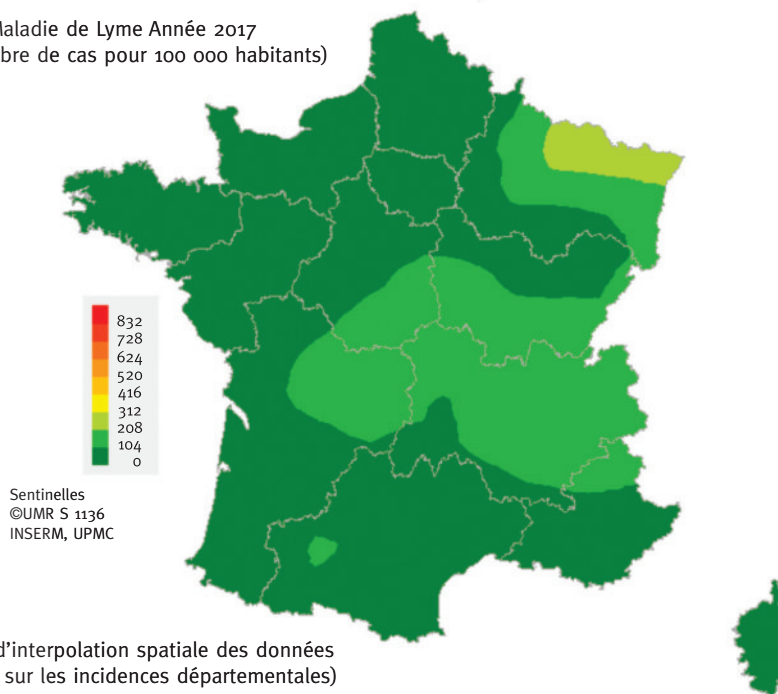 Maladie de Lyme Année 2017
bre de cas pour 100 000 habitants)
832
728
624
520
416
312
208
104
0
Sentinelles
©UMR S 1136
INSERM, UPMC
d’interpolation spatiale des données
sur les incidences départementales)